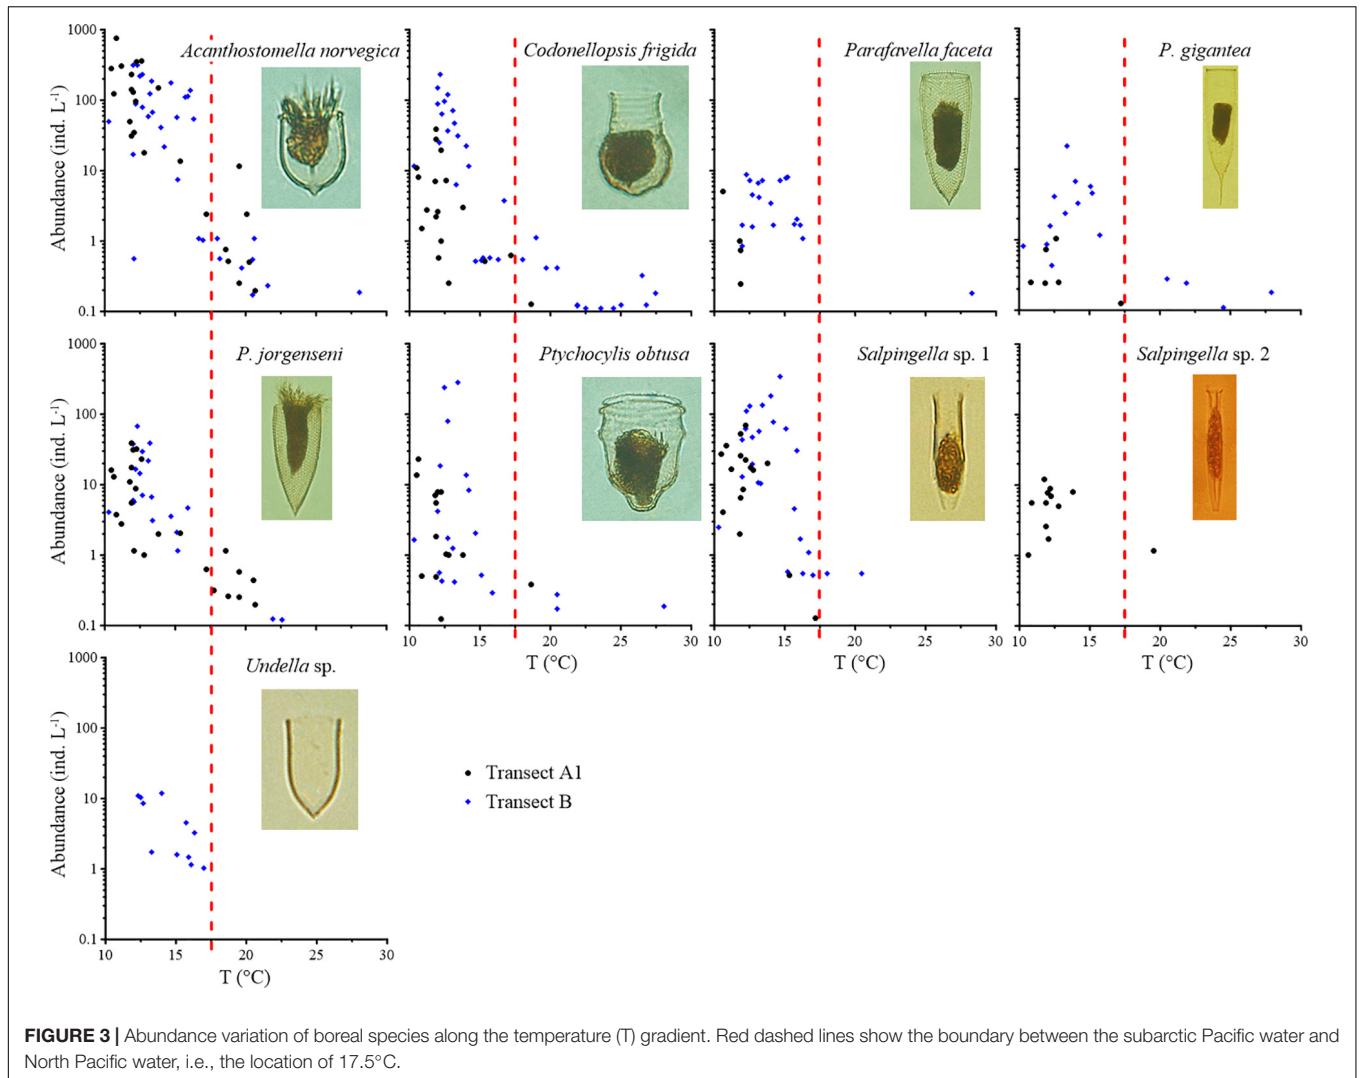 Acanthostomella norvegica
Codonellopsis frigida
Parafavella faceta
P. gigantea
1000
100
10
1
0.1
Abundance (ind. L-1)
P. jorgenseni
Ptychocylis obtusa
Salpingella sp. 1
Salpingella sp. 2
1000
100
10
1
0.1
Abundance (ind. L-1)
10 15 20 25 30
10 15 20 25 30
10 15 20 25 30
T (°C)
T (°C)
T (°C)
Undella sp.
1000
100
10
1
0.1
Abundance (ind. L-1)
10 15 20 25 30
T (°C)
Transect A1
Transect B
FIGURE 3 | Abundance variation of boreal species along the temperature (T) gradient. Red dashed lines show the boundary between the subarctic Pacific water and
North Pacific water, i.e., the location of 17.5°C.